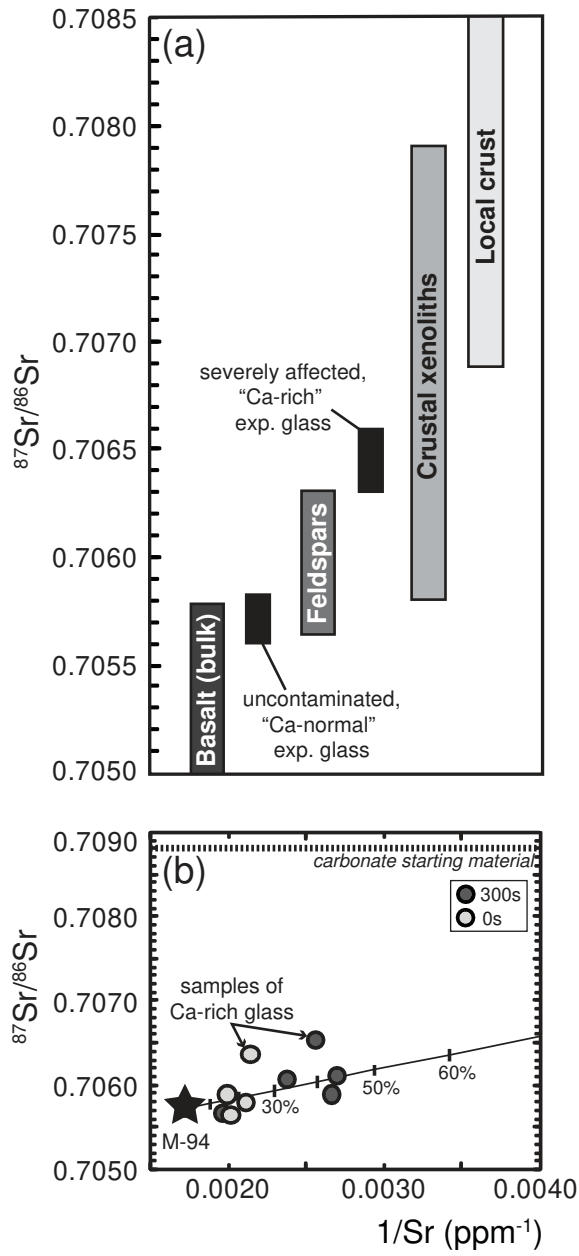 (a)
0.7085
0.7080
0.7075
0.7070
0.7065
0.7060
0.7055
0.7050
⁸⁷Sr/⁸⁶Sr
Local crust
Crustal xenoliths
severely affected,
“Ca-rich”
exp. glass
Feldspars
Basalt (bulk)
uncontaminated,
“Ca-normal”
exp. glass
(b)
0.7090
0.7090
0.7080
0.7070
0.7060
0.7050
⁸⁷Sr/⁸⁶Sr
carbonate starting material
300s
0s
samples of
Ca-rich glass
30%
50%
60%
M-94
0.0020
0.0030
0.0040
1/Sr (ppm⁻¹)